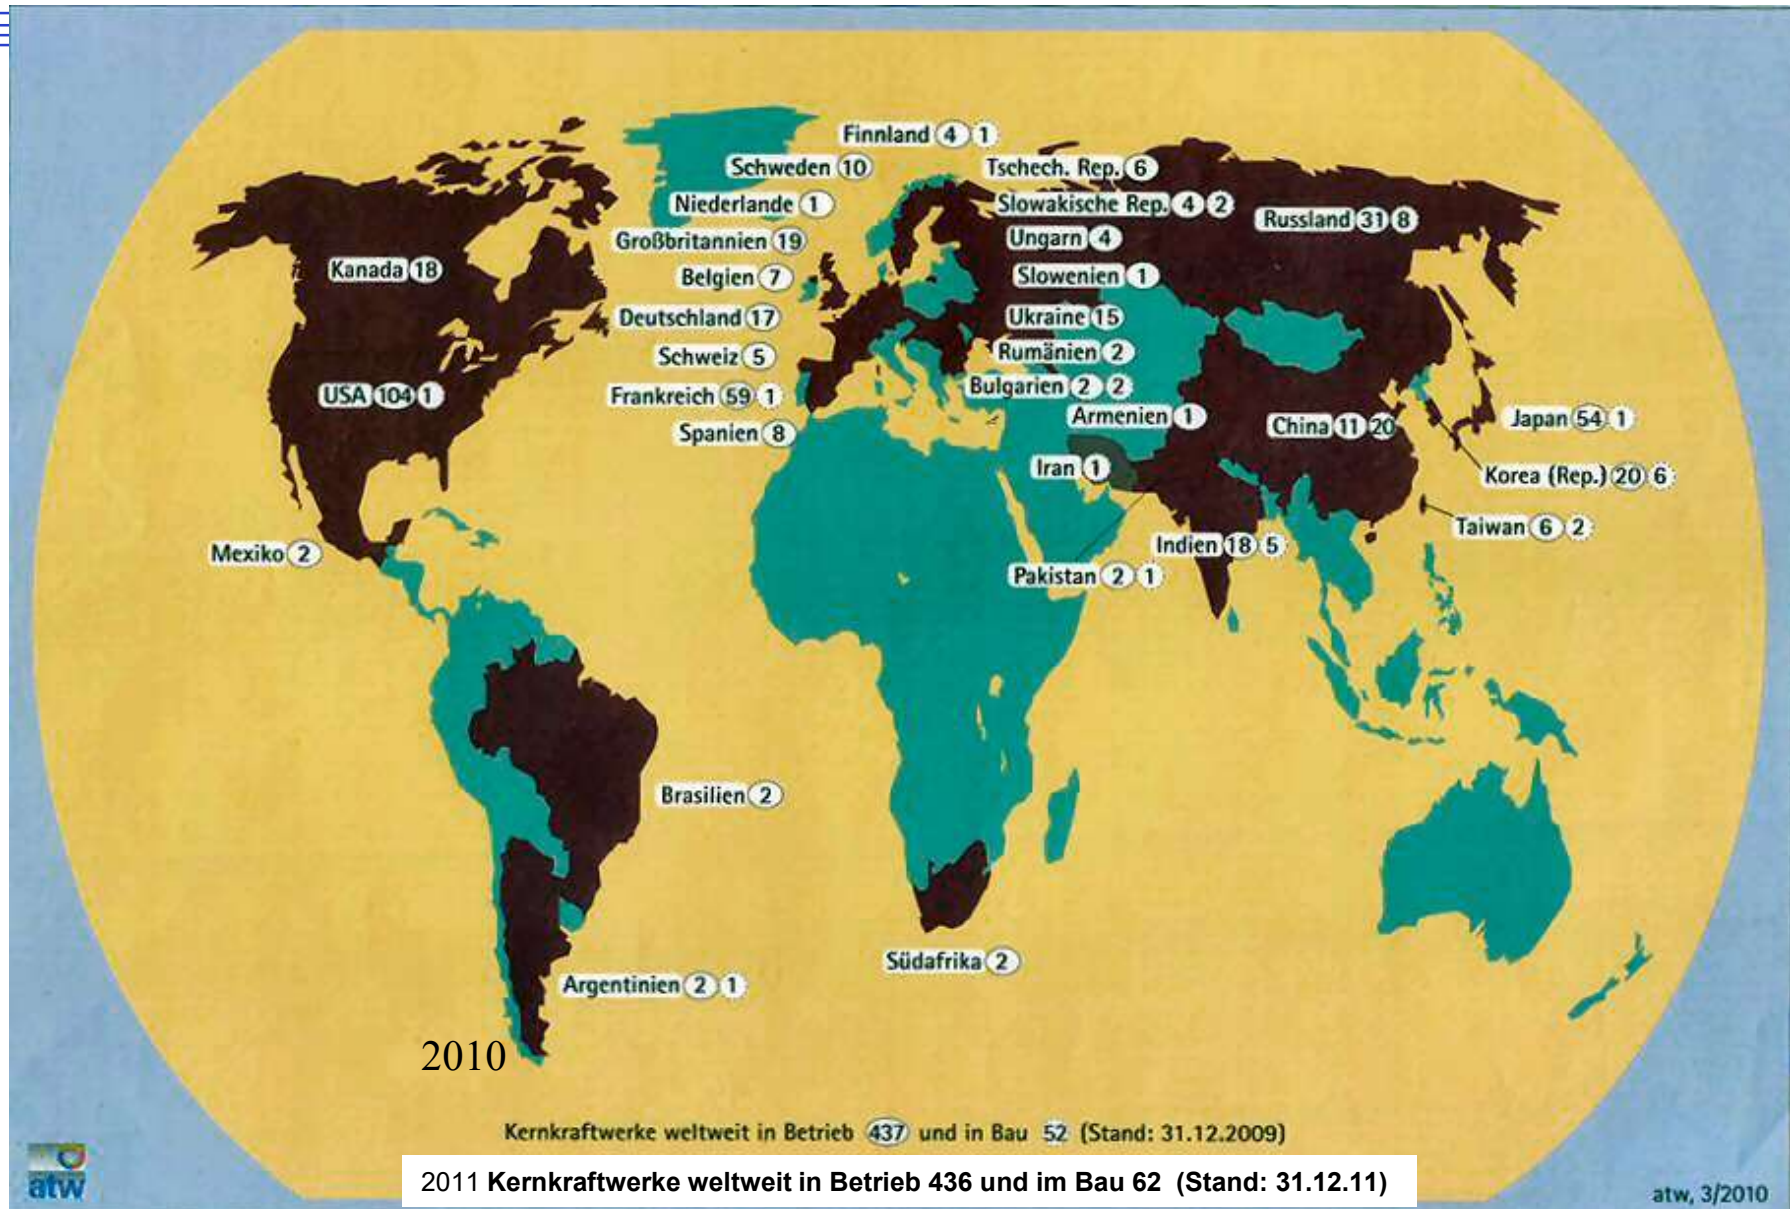 Finnland 4 1
Schweden 10
Tschech. Rep. 6
Niederlande 1
Slowakische Rep. 4 2
Russland 31 8
Großbritannien 19
Ungarn 4
Kanada 18
Belgien 7
Slowenien 1
Deutschland 17
Ukraine 15
Schweiz 5
Rumänien 2
USA 104 1
Frankreich 59 1
Bulgarien 2 2
Armenien 1
Japan 54 1
Spanien 8
China 11 20
Iran 1
Korea (Rep.) 20 6
Taiwan 6 2
Mexiko 2
Indien 18 5
Pakistan 2 1
Brasilien 2
Südafrika 2
Argentinien 2 1
2010
Kernkraftwerke weltweit in Betrieb 437 und in Bau 52 (Stand: 31.12.2009)
2011 Kernkraftwerke weltweit in Betrieb 436 und im Bau 62 (Stand: 31.12.11)
atw
atw, 3/2010